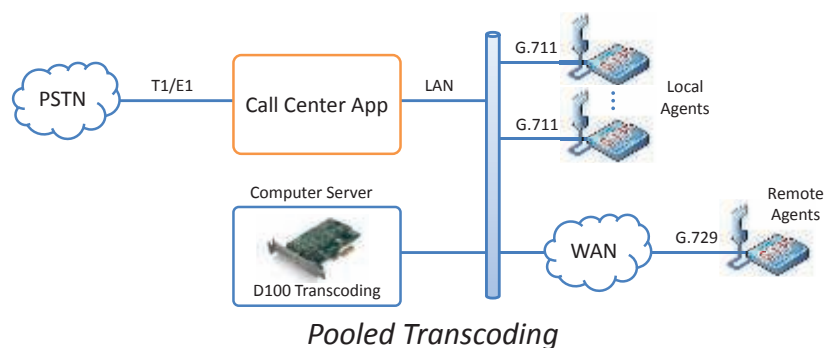 G.711
T1/E1
LAN
PSTN
Call Center App
Local
Agents
G.711
Computer Server
Remote
Agents
G.729
WAN
D100 Transcoding
Pooled Transcoding